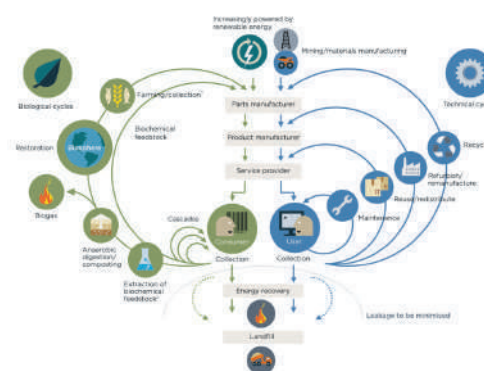 Increasingly powered by
renewable energy
Mining/materials manufacturing
Biological cycles
Farming/collection
Parts manufacturer
Technical cy
Biochemical
feedstock
Restoration
Biosphere
Product manufacturer
Recyc
Service provider
Refurbish/
remanufacture
Reuse/redistribute
Biogas
Maintenance
Cascades
Consumer
User
Anaerobic
digestion/
composting
Collection
Collection
Extraction of
biochemical
feedstock
Energy recovery
Leakage to be minimised
Landfill